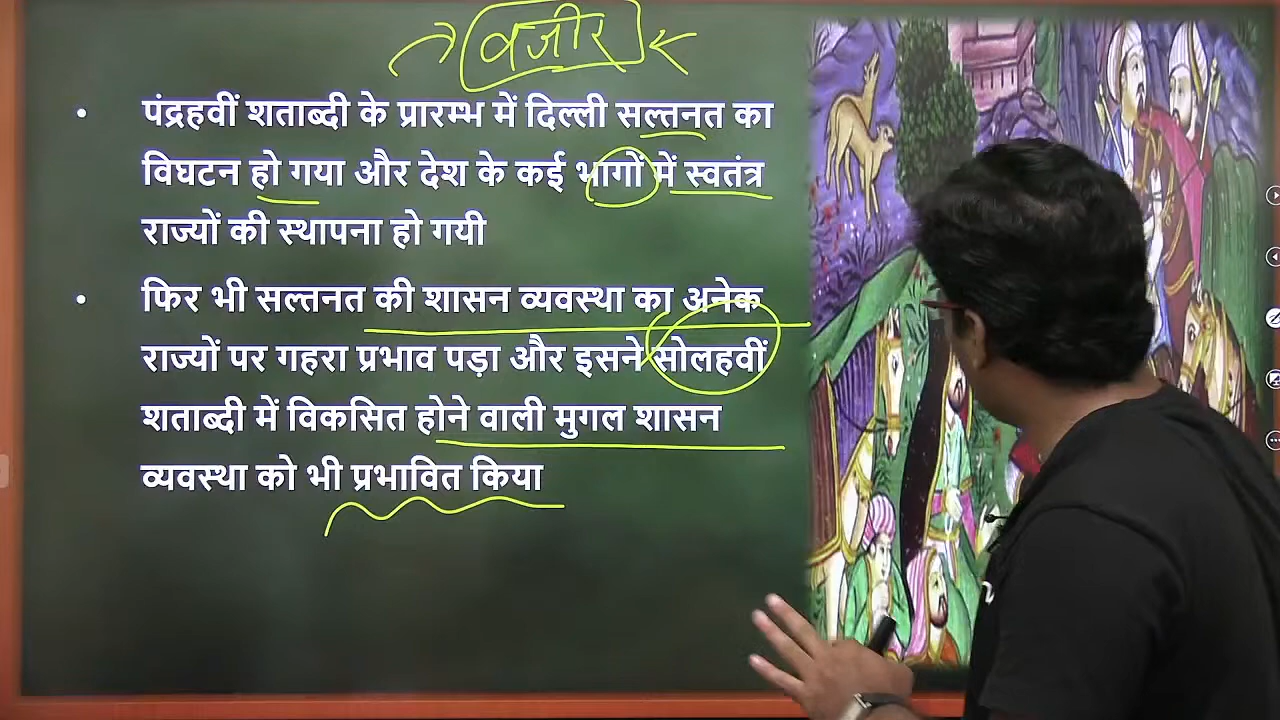 वजीर
• पंद्रहवीं शताब्दी के प्रारम्भ में दिल्ली सल्तनत का
विघटन हो गया और देश के कई भागों में स्वतंत्र
राज्यों की स्थापना हो गयी
• फिर भी सल्तनत की शासन व्यवस्था का अनेक
राज्यों पर गहरा प्रभाव पड़ा और इसने सोलहवीं
शताब्दी में विकसित होने वाली मुगल शासन
व्यवस्था को भी प्रभावित किया